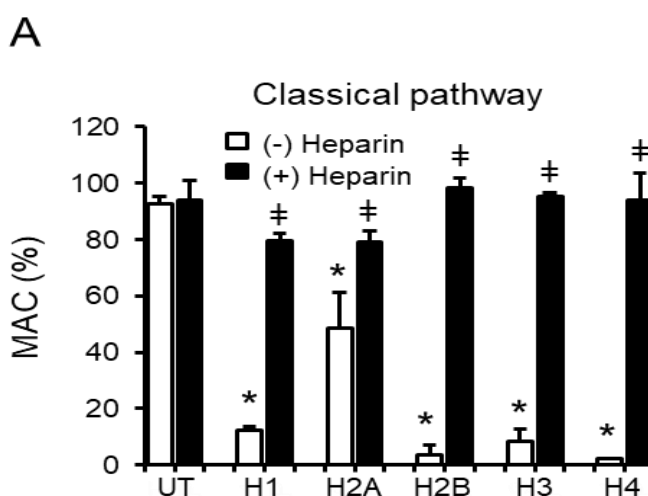 A
Classical pathway
(-) Heparin
(+) Heparin
MAC (%)
120
100
80
60
40
20
0
* ǂ * ǂ * ǂ * ǂ * ǂ
UT H1 H2A H2B H3 H4